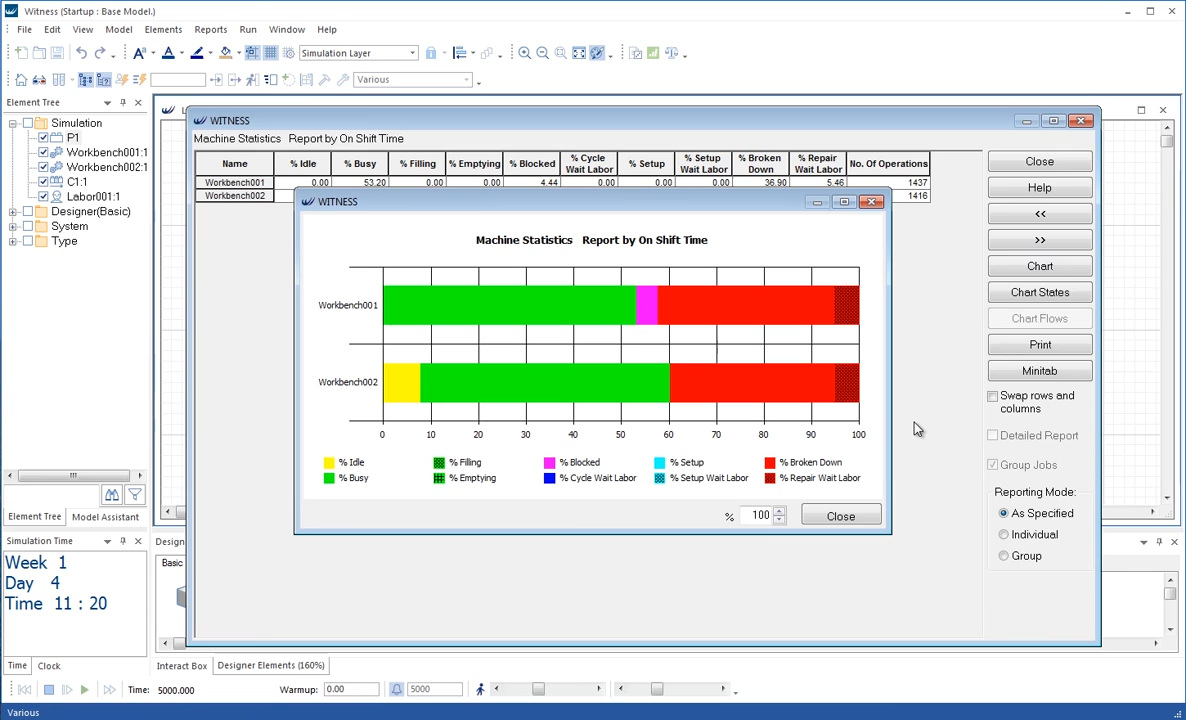 Witness (Startup : Base Model.)
File Edit View Model Elements Reports Run Window Help
Simulation Layer
Various
Element Tree
Simulation
P1
Workbench001:1
Workbench002:1
C1:1
Labor001:1
Designer(Basic)
System
Type
Element Tree Model Assistant
Simulation Time
Week 1
Day 4
Time 11 : 20
Time Clock
WITNESS
Machine Statistics Report by On Shift Time
Name % Idle % Busy % Filling % Emptying % Blocked % Cycle Wait Labor % Setup % Setup Wait Labor % Broken Down % Repair Wait Labor No. Of Operations
Workbench001 0.00 53.20 0.00 0.00 4.44 0.00 0.00 0.00 36.90 5.46 1437
Workbench002 1416
WITNESS
Machine Statistics Report by On Shift Time
Workbench001
Workbench002
0 10 20 30 40 50 60 70 80 90 100
% Idle % Filling % Blocked % Setup % Broken Down
% Busy % Emptying % Cycle Wait Labor % Setup Wait Labor % Repair Wait Labor
% 100 Close
Close
Help
<<
>>
Chart
Chart States
Chart Flows
Print
Minitab
Swap rows and
columns
Detailed Report
Group Jobs
Reporting Mode:
As Specified
Individual
Group
Basic
Interact Box Designer Elements (160%)
Time: 5000.000 Warmup: 0.00 5000
Various